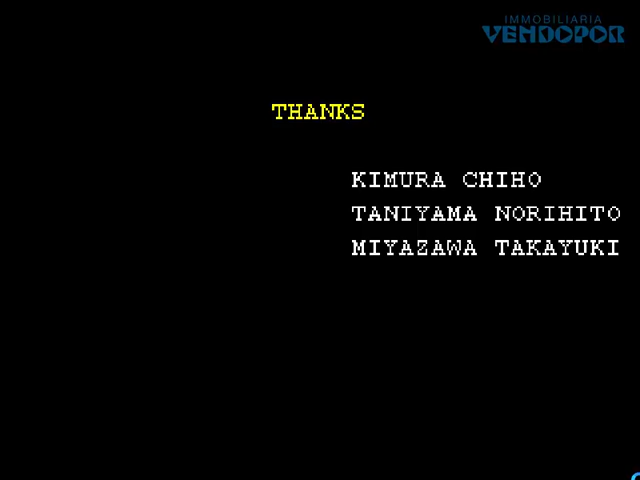 IMMOBILIARIA
VENDOPOR
THANKS
KIMURA CHIHO
TANIYAMA NORIHITO
MIYAZAWA TAKAYUKI